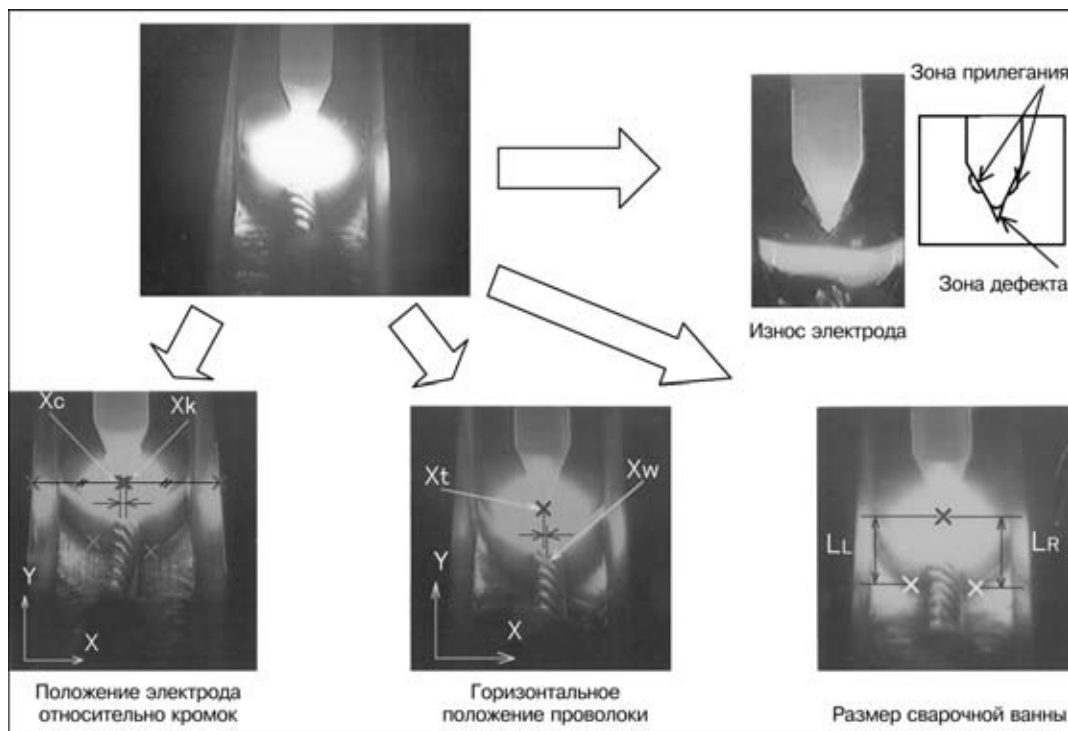 Зона прилегания
Зона дефекта
Износ электрода
Xc
Xk
Y
X
Положение электрода
относительно кромок
Xt
Xw
Y
X
Горизонтальное
положение проволоки
LL
LR
Размер сварочной ванны